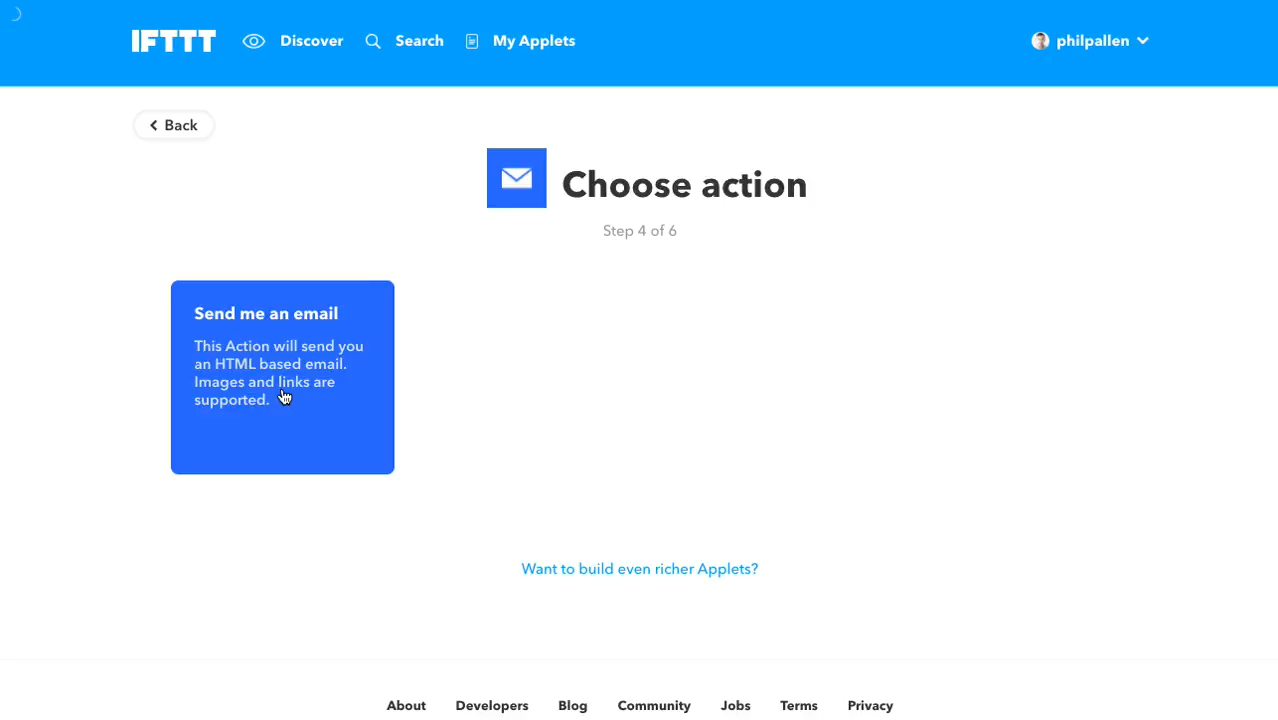 IFTTT Discover Search My Applets philpallen
Back
Choose action
Step 4 of 6
Send me an email
This Action will send you
an HTML based email.
Images and links are
supported.
Want to build even richer Applets?
About Developers Blog Community Jobs Terms Privacy